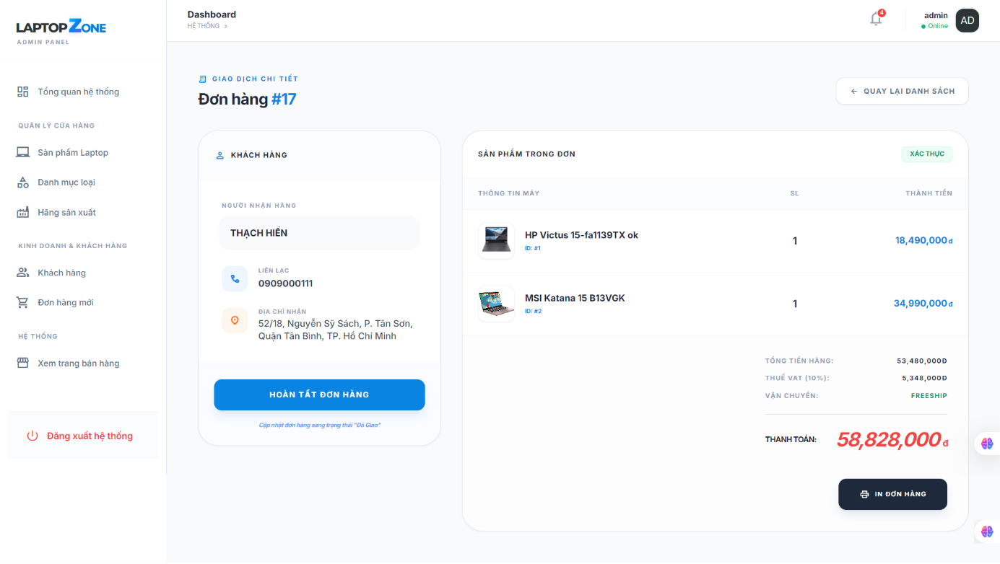 LAPTOPZONE
ADMIN PANEL
Tổng quan hệ thống
QUẢN LÝ CỬA HÀNG
Sản phẩm Laptop
Danh mục loại
Hãng sản xuất
KINH DOANH & KHÁCH HÀNG
Khách hàng
Đơn hàng mới
HỆ THỐNG
Xem trang bán hàng
Đăng xuất hệ thống
Dashboard
HỆ THỐNG >
4
admin
Online
AD
GIAO DỊCH CHI TIẾT
Đơn hàng #17
← QUAY LẠI DANH SÁCH
KHÁCH HÀNG
NGƯỜI NHẬN HÀNG
THẠCH HIỀN
LIÊN LẠC
0909000111
ĐỊA CHỈ NHẬN
52/18, Nguyễn Sỹ Sách, P. Tân Sơn,
Quận Tân Bình, TP. Hồ Chí Minh
HOÀN TẤT ĐƠN HÀNG
Cập nhật đơn hàng sang trạng thái "Đã Giao"
SẢN PHẨM TRONG ĐƠN
XÁC THỰC
THÔNG TIN MÁY SL THÀNH TIỀN
HP Victus 15-fa1139TX ok
ID: #1
1
18,490,000đ
MSI Katana 15 B13VGK
ID: #2
1
34,990,000đ
TỔNG TIỀN HÀNG: 53,480,000Đ
THUẾ VAT (10%): 5,348,000Đ
VẬN CHUYỂN: FREESHIP
THANH TOÁN: 58,828,000đ
IN ĐƠN HÀNG